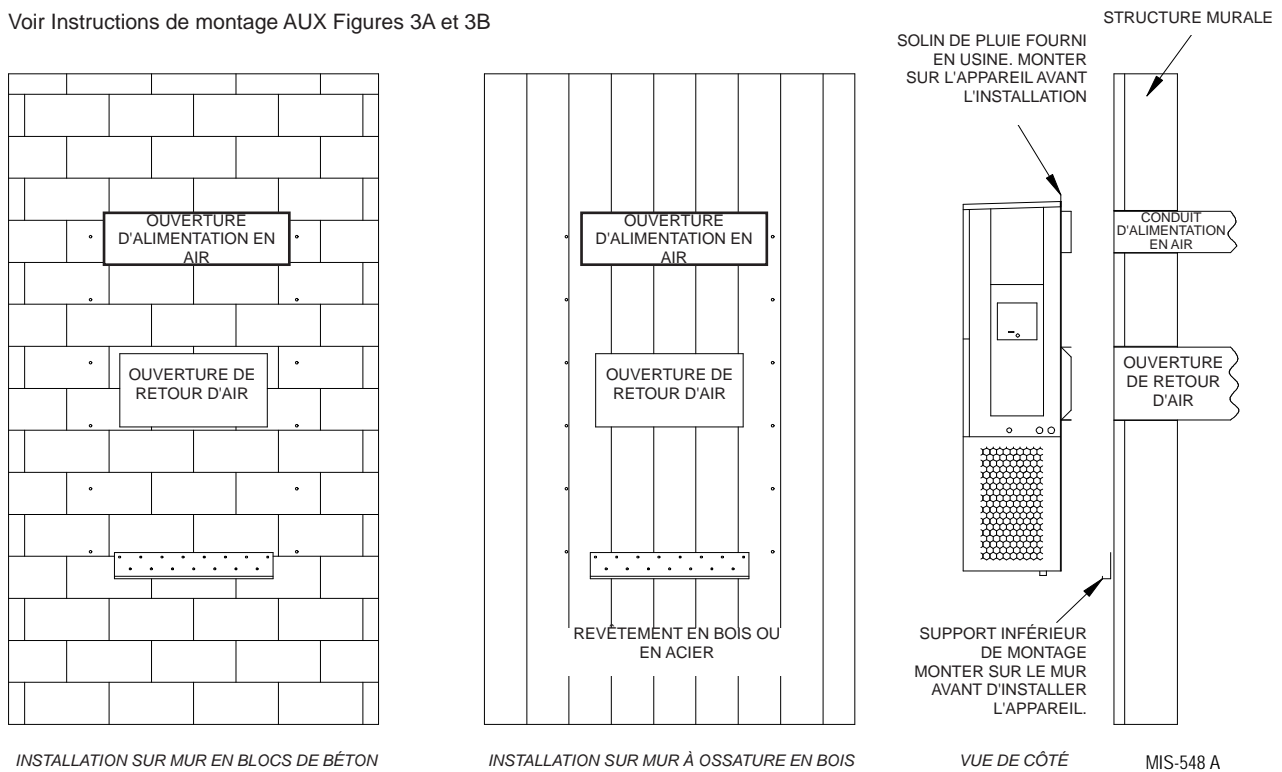 Voir Instructions de montage AUX Figures 3A et 3B
STRUCTURE MURALE
SOLIN DE PLUIE FOURNI
EN USINE. MONTER
SUR L'APPAREIL AVANT
L'INSTALLATION
OUVERTURE
D'ALIMENTATION EN
AIR
OUVERTURE DE
RETOUR D'AIR
OUVERTURE
D'ALIMENTATION EN
AIR
OUVERTURE DE
RETOUR D'AIR
REVÊTEMENT EN BOIS OU
EN ACIER
CONDUIT
D'ALIMENTATION
EN AIR
OUVERTURE
DE RETOUR
D'AIR
SUPPORT INFÉRIEUR
DE MONTAGE
MONTER SUR LE MUR
AVANT D'INSTALLER
L'APPAREIL.
INSTALLATION SUR MUR EN BLOCS DE BÉTON
INSTALLATION SUR MUR À OSSATURE EN BOIS
VUE DE CÔTÉ
MIS-548 A